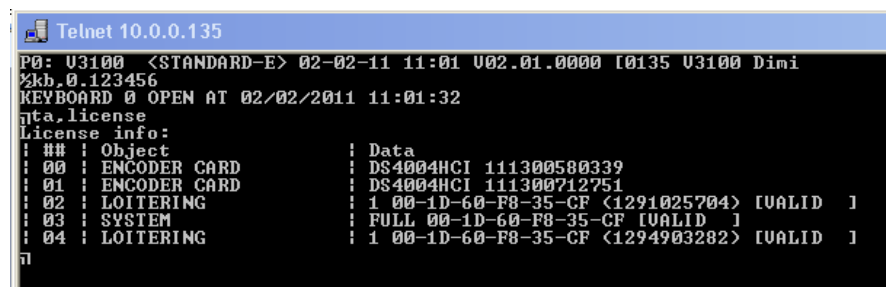 Telnet 10.0.0.135
P0: V3100 <STANDARD-E> 02-02-11 11:01 V02.01.0000 [0135 V3100 Dimi
½kb,0.123456
KEYBOARD 0 OPEN AT 02/02/2011 11:01:32
╖ta,license
License info:
¦ ## ¦ Object ¦ Data
¦ 00 ¦ ENCODER CARD ¦ DS4004HCI 111300580339
¦ 01 ¦ ENCODER CARD ¦ DS4004HCI 111300712751
¦ 02 ¦ LOITERING ¦ 1 00-1D-60-F8-35-CF (1291025704) [VALID ]
¦ 03 ¦ SYSTEM ¦ FULL 00-1D-60-F8-35-CF [VALID ]
¦ 04 ¦ LOITERING ¦ 1 00-1D-60-F8-35-CF (1294903282) [VALID ]
╖